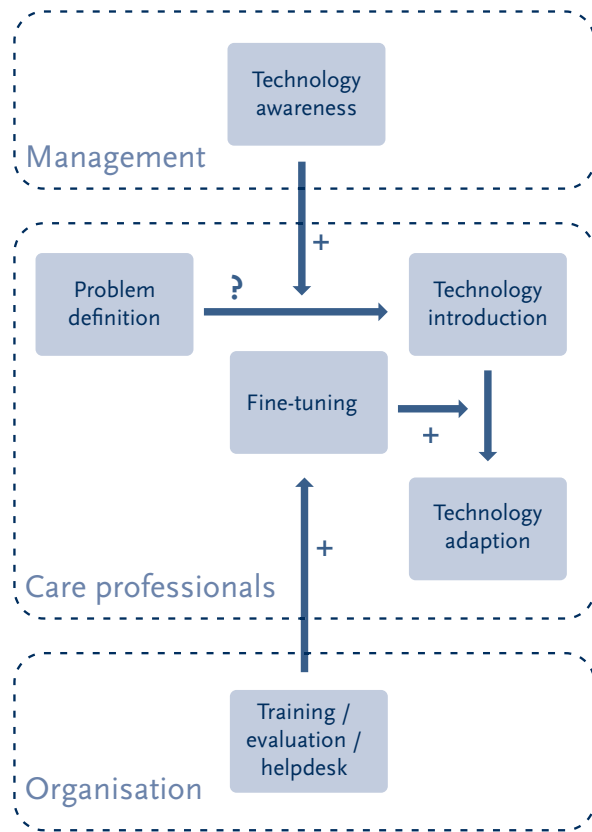 Technology
awareness
Management
+
Problem
definition
?
Technology
introduction
Fine-tuning
+
Technology
adaption
+
Care professionals
Training /
evaluation /
helpdesk
Organisation